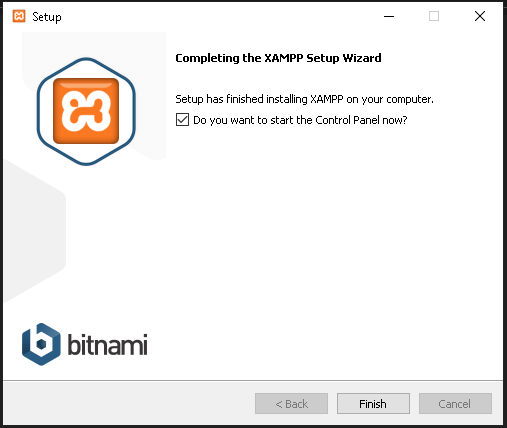 Setup
Completing the XAMPP Setup Wizard
Setup has finished installing XAMPP on your computer.
Do you want to start the Control Panel now?
bitnami
< Back
Finish
Cancel